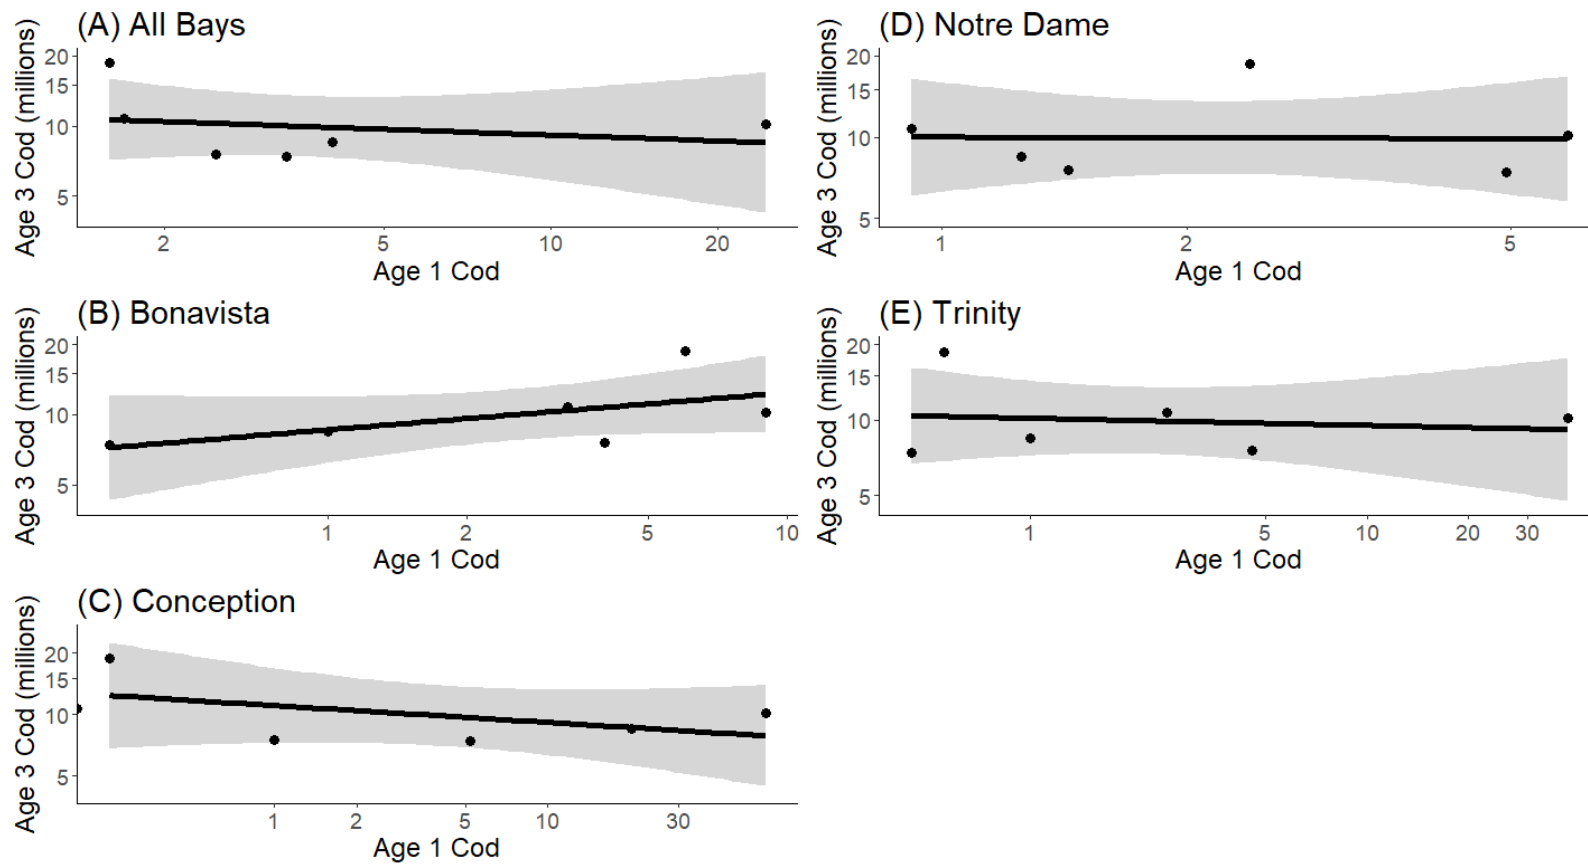 (A) All Bays
Age 3 Cod (millions)
20
15
10
5
2 5 10 20
Age 1 Cod
(B) Bonavista
Age 3 Cod (millions)
20
15
10
5
1 2 5 10
Age 1 Cod
(C) Conception
Age 3 Cod (millions)
20
15
10
5
1 2 5 10 30
Age 1 Cod
(D) Notre Dame
Age 3 Cod (millions)
20
15
10
5
1 2 5
Age 1 Cod
(E) Trinity
Age 3 Cod (millions)
20
15
10
5
1 5 10 20 30
Age 1 Cod